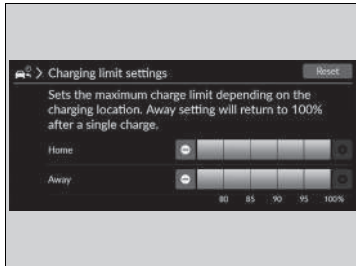 > Charging limit settings Reset
Sets the maximum charge limit depending on the
charging location. Away setting will return to 100%
after a single charge.
Home
Away
80 85 90 95 100%